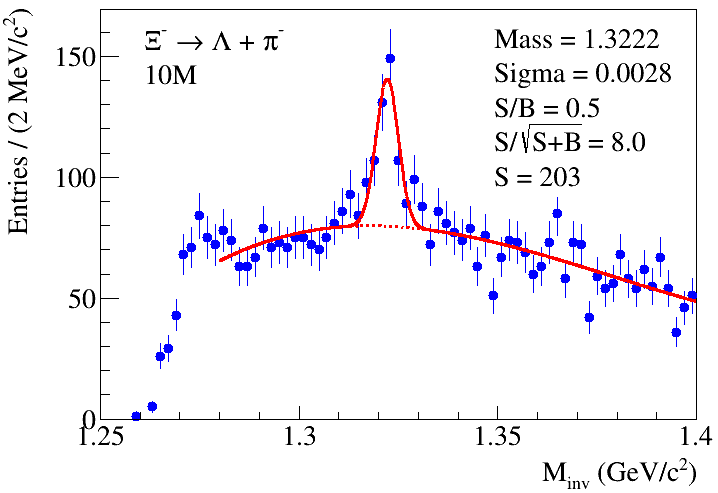 Ξ⁻ → Λ + π⁻
10M
Mass = 1.3222
Sigma = 0.0028
S/B = 0.5
S/√S+B = 8.0
S = 203
Entries / (2 MeV/c²)
150
100
50
0
1.25
1.3
1.35
1.4
M_inv (GeV/c²)